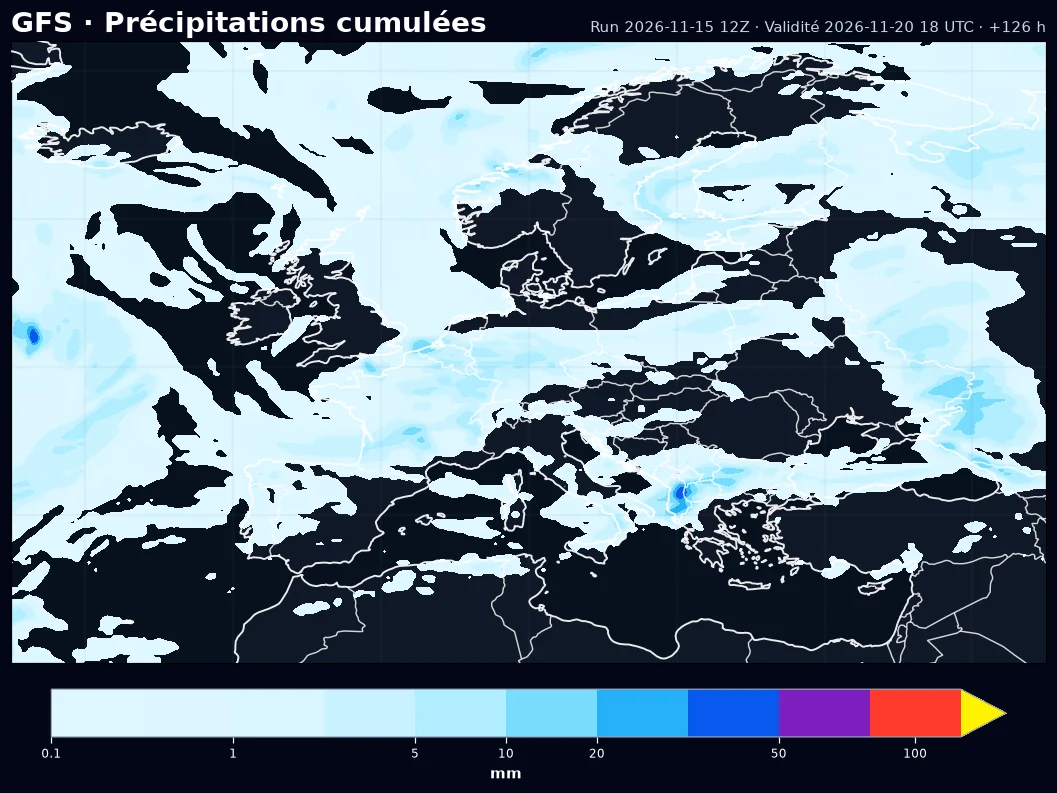 GFS · Précipitations cumulées
Run 2026-11-15 12Z · Validité 2026-11-20 18 UTC · +126 h
0.1 1 5 10 20 50 100
mm